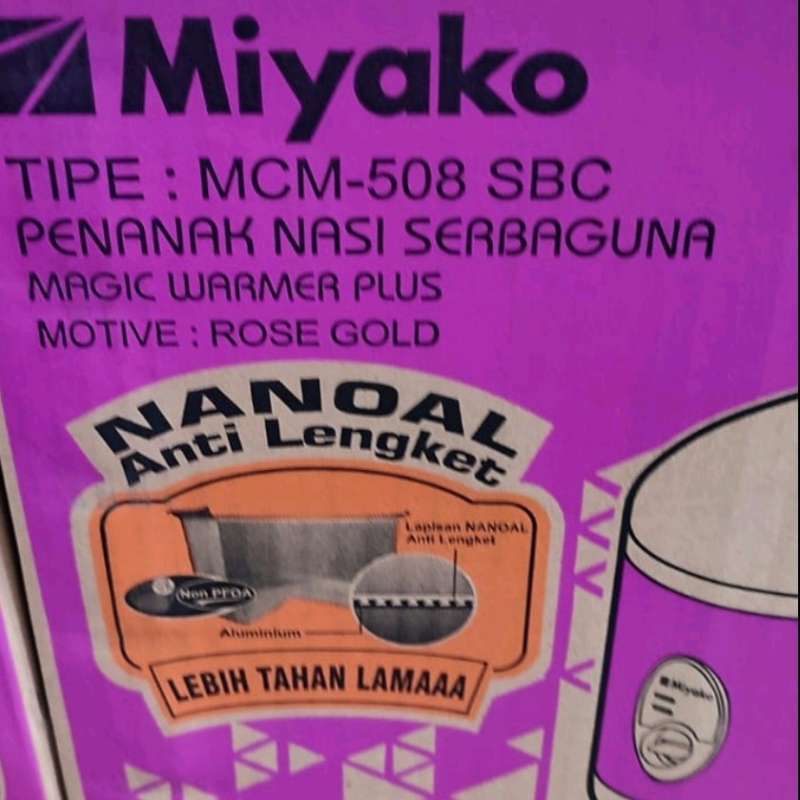 Miyako
TIPE : MCM-508 SBC
PENANAK NASI SERBAGUNA
MAGIC WARMER PLUS
MOTIVE : ROSE GOLD
NANOAL
Anti Lengket
Lapisan NANOAL
Anti Lengket
Non PFOA
Aluminium
LEBIH TAHAN LAMAAA
Miyako